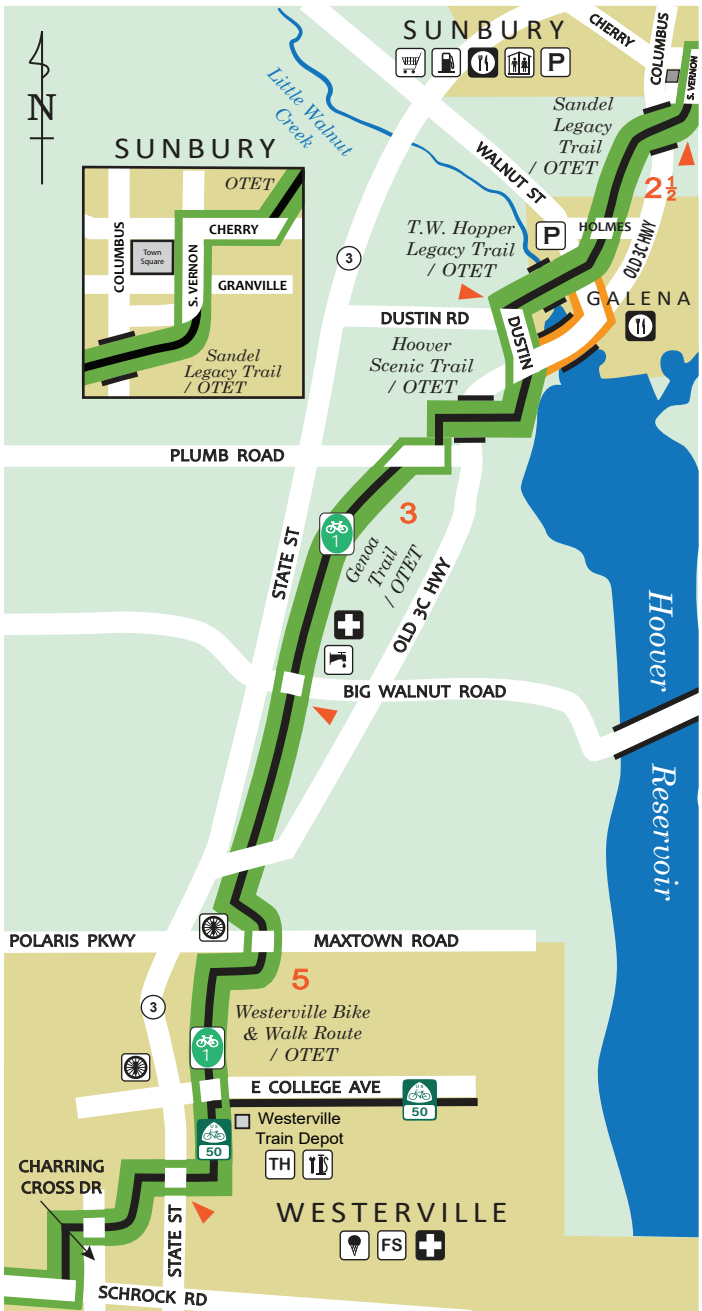 SUNBURY
CHERRY
COLUMBUS
S. VERNON
P
N
Little Walnut
Creek
Sandel
Legacy
Trail
/ OTET
WALNUT ST
2½
SUNBURY
OTET
COLUMBUS
CHERRY
Town
Square
S. VERNON
GRANVILLE
Sandel
Legacy Trail
/ OTET
T.W. Hopper
Legacy Trail
/ OTET
P
HOLMES
OLD 3C HWY
3
GALENA
DUSTIN RD
DUSTIN
Hoover
Scenic Trail
/ OTET
PLUMB ROAD
3
1
STATE ST
Genoa
Trail
/ OTET
OLD 3C HWY
Hoover
Reservoir
BIG WALNUT ROAD
POLARIS PKWY
MAXTOWN ROAD
5
3
Westerville Bike
& Walk Route
/ OTET
1
E COLLEGE AVE
50
Westerville
Train Depot
50
TH
CHARRING
CROSS DR
WESTERVILLE
FS
STATE ST
SCHROCK RD